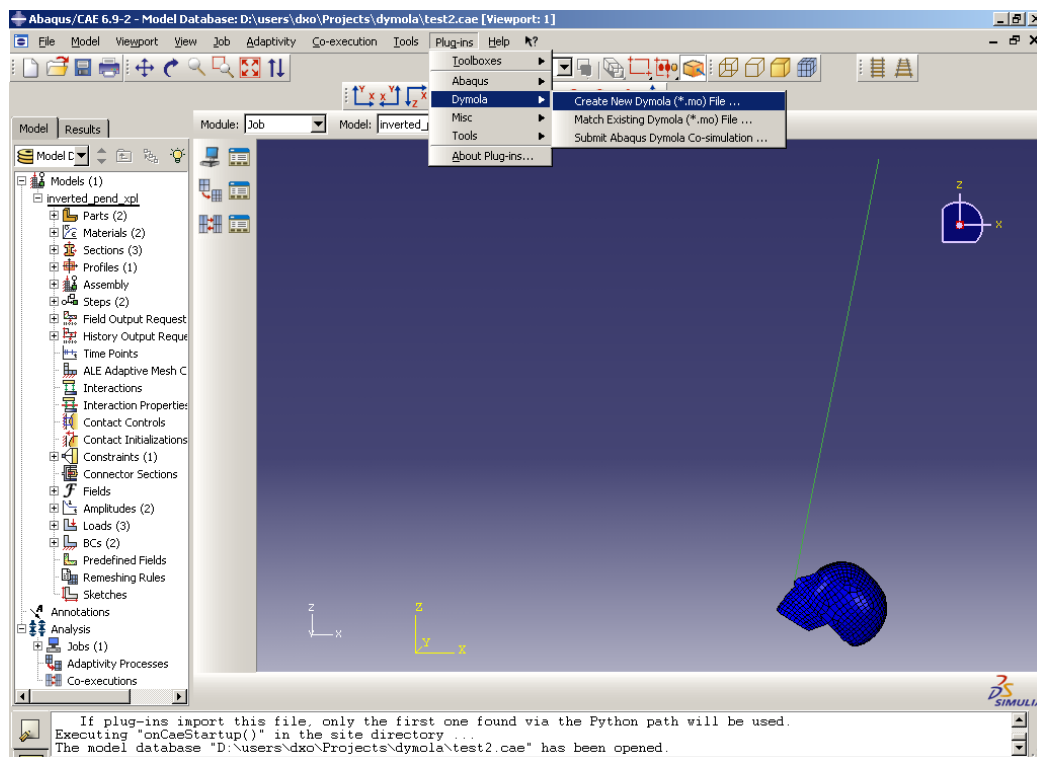 Abaqus/CAE 6.9-2 - Model Database: D:\users\dxo\Projects\dymola\test2.cae [Viewport: 1]
File Model Viewport View Job Adaptivity Co-execution Tools Plug-ins Help
Toolboxes
Abaqus
Dymola
Misc
Tools
About Plug-ins...
Create New Dymola (*.mo) File ...
Match Existing Dymola (*.mo) File ...
Submit Abaqus Dymola Co-simulation ...
Model Results
Module: Job Model: inverted_
Model D
Models (1)
inverted_pend_xpl
Parts (2)
Materials (2)
Sections (3)
Profiles (1)
Assembly
Steps (2)
Field Output Request
History Output Reque
Time Points
ALE Adaptive Mesh C
Interactions
Interaction Properties
Contact Controls
Contact Initializations
Constraints (1)
Connector Sections
Fields
Amplitudes (2)
Loads (3)
BCs (2)
Predefined Fields
Remeshing Rules
Sketches
Annotations
Analysis
Jobs (1)
Adaptivity Processes
Co-executions
Z
X
Z
Y X
Z
Y X
SIMULI
If plug-ins import this file, only the first one found via the Python path will be used.
Executing "onCaeStartup()" in the site directory ...
The model database "D:\users\dxo\Projects\dymola\test2.cae" has been opened.